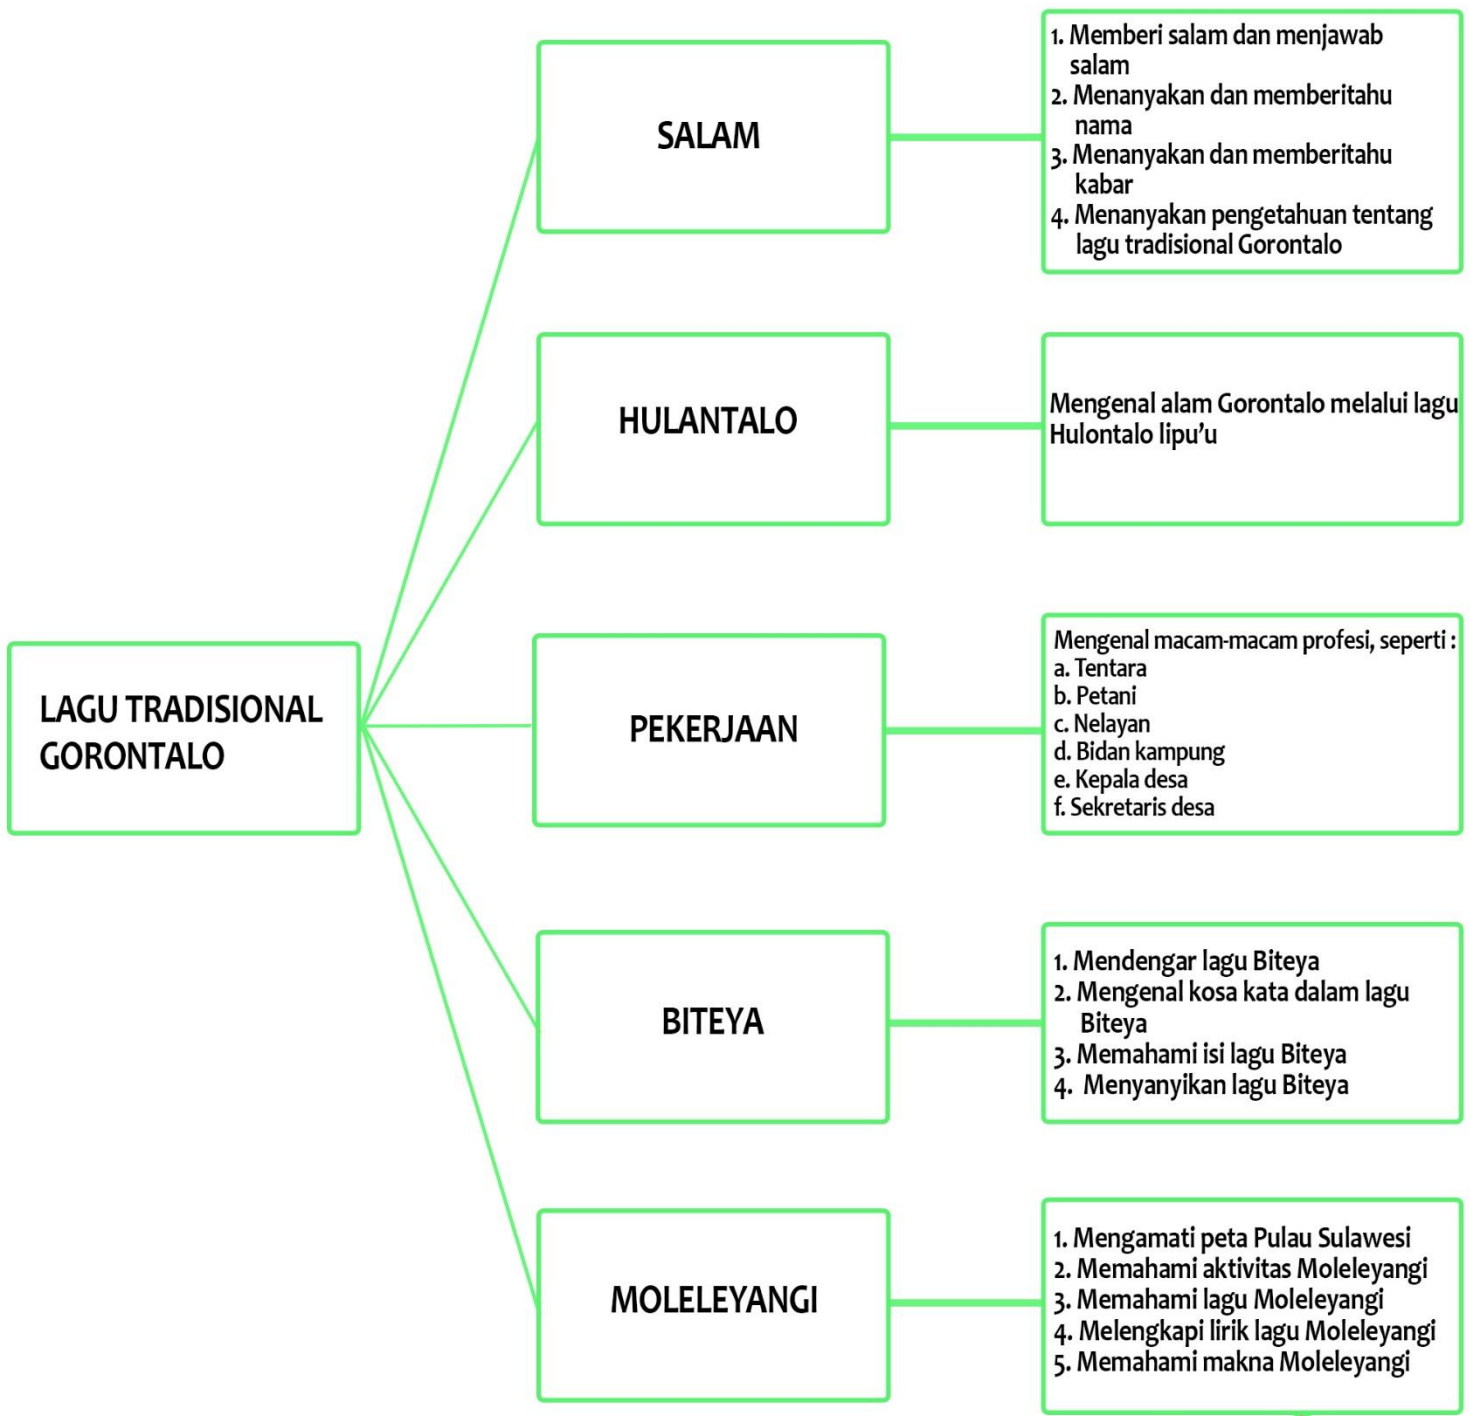 LAGU TRADISIONAL
GORONTALO
SALAM
1. Memberi salam dan menjawab
salam
2. Menanyakan dan memberitahu
nama
3. Menanyakan dan memberitahu
kabar
4. Menanyakan pengetahuan tentang
lagu tradisional Gorontalo
HULANTALO
Mengenal alam Gorontalo melalui lagu
Hulontalo lipu’u
PEKERJAAN
Mengenal macam-macam profesi, seperti :
a. Tentara
b. Petani
c. Nelayan
d. Bidan kampung
e. Kepala desa
f. Sekretaris desa
BITEYA
1. Mendengar lagu Biteya
2. Mengenal kosa kata dalam lagu
Biteya
3. Memahami isi lagu Biteya
4. Menyanyikan lagu Biteya
MOLELEYANGI
1. Mengamati peta Pulau Sulawesi
2. Memahami aktivitas Moleleyangi
3. Memahami lagu Moleleyangi
4. Melengkapi lirik lagu Moleleyangi
5. Memahami makna Moleleyangi